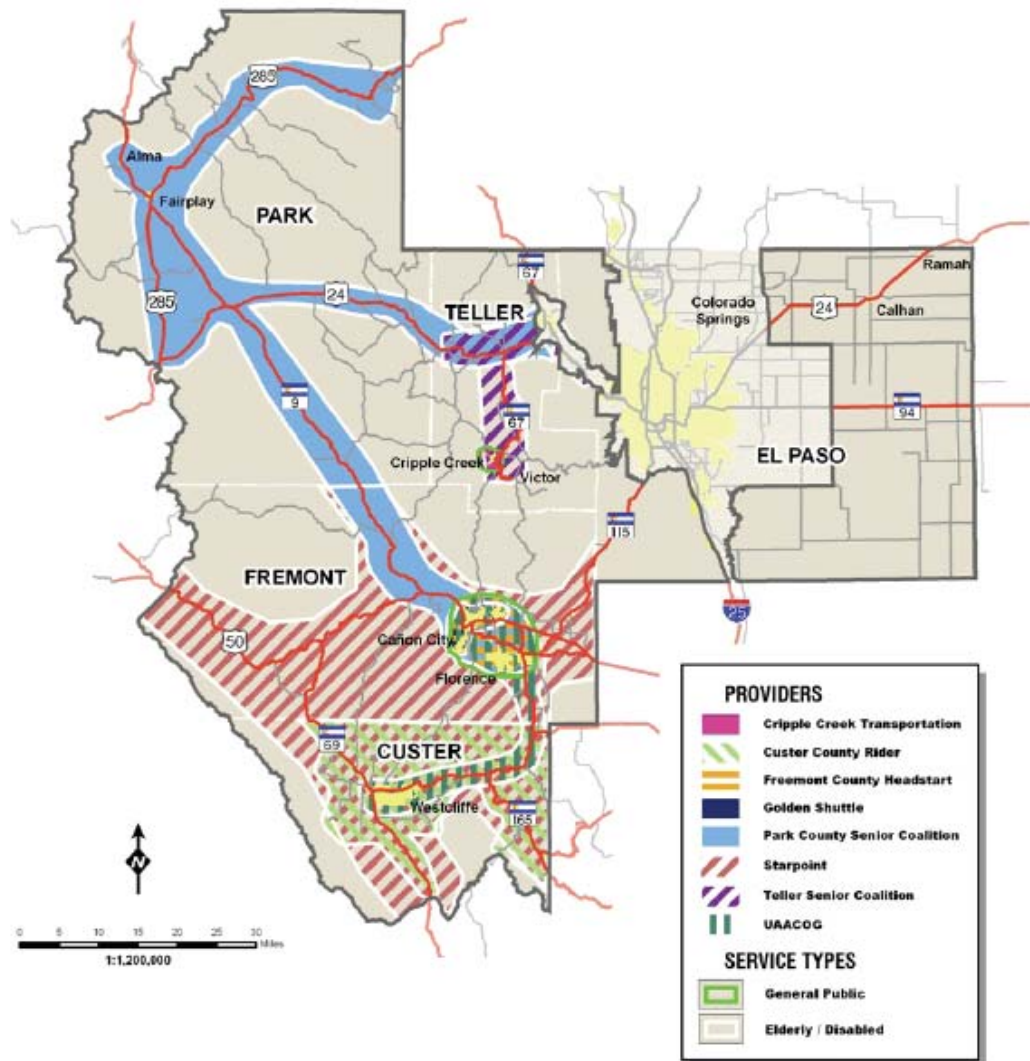 285
Alma
Fairplay
PARK
67
Ramah
285
24
TELLER
Colorado
Springs
24
Calhan
9
67
94
Cripple Creek
Victor
EL PASO
115
FREMONT
25
50
Cañon City
Florence
PROVIDERS
Cripple Creek Transportation
Custer County Rider
Freemont County Headstart
Golden Shuttle
Park County Senior Coalition
Starpoint
Teller Senior Coalition
UAACOG
SERVICE TYPES
General Public
Elderly / Disabled
69
CUSTER
Westcliffe
165
N
0 5 10 15 20 25 30
Miles
1:1,200,000